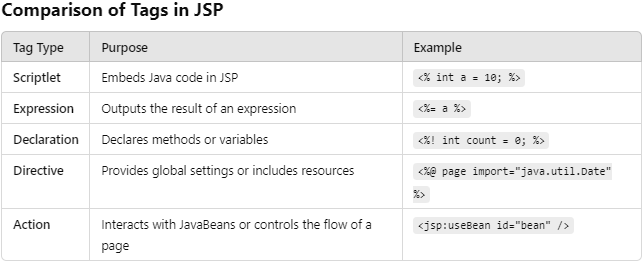 Comparison of Tags in JSP
Tag Type Purpose Example
Scriptlet Embeds Java code in JSP <% int a = 10; %>
Expression Outputs the result of an expression <%= a %>
Declaration Declares methods or variables <%! int count = 0; %>
Directive Provides global settings or includes resources <%@ page import="java.util.Date"
%>
Action Interacts with JavaBeans or controls the flow of a <jsp:useBean id="bean" />
page